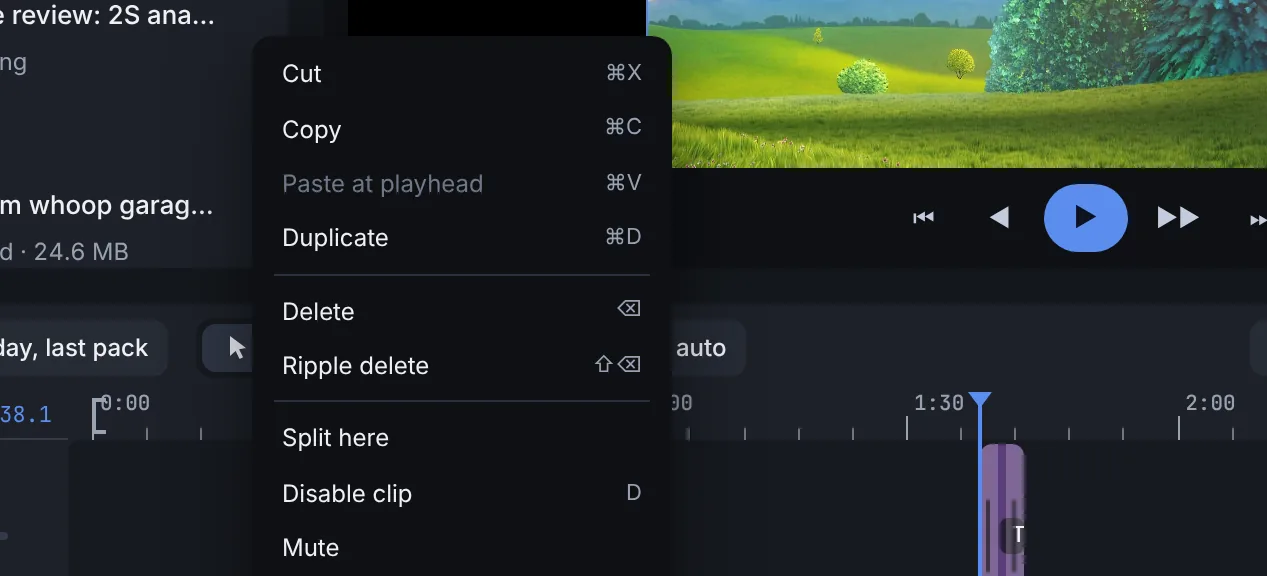 e review: 2S ana...
ng
m whoop garag...
d · 24.6 MB
Cut ⌘X
Copy ⌘C
Paste at playhead ⌘V
Duplicate ⌘D
Delete ⌫
Ripple delete ⇧⌫
Split here
Disable clip D
Mute
day, last pack
auto
38.1
0:00
00
1:30
2:00
T